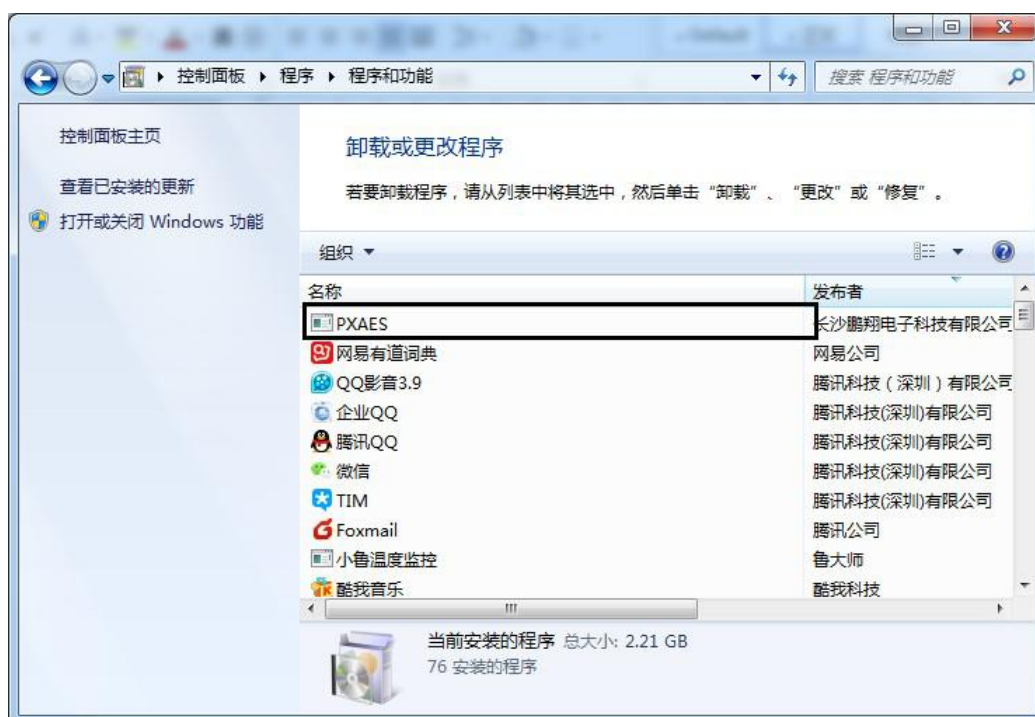 控制面板 程序 程序和功能
搜索 程序和功能
控制面板主页
查看已安装的更新
打开或关闭 Windows 功能
卸载或更改程序
若要卸载程序，请从列表中将其选中，然后单击“卸载”、“更改”或“修复”。
组织
名称 发布者
PXAES 长沙鹏翔电子科技有限公司
网易有道词典 网易公司
QQ影音3.9 腾讯科技（深圳）有限公司
企业QQ 腾讯科技(深圳)有限公司
腾讯QQ 腾讯科技(深圳)有限公司
微信 腾讯科技(深圳)有限公司
TIM 腾讯科技(深圳)有限公司
Foxmail 腾讯公司
小鲁温度监控 鲁大师
酷我音乐 酷我科技
当前安装的程序 总大小: 2.21 GB
76 安装的程序